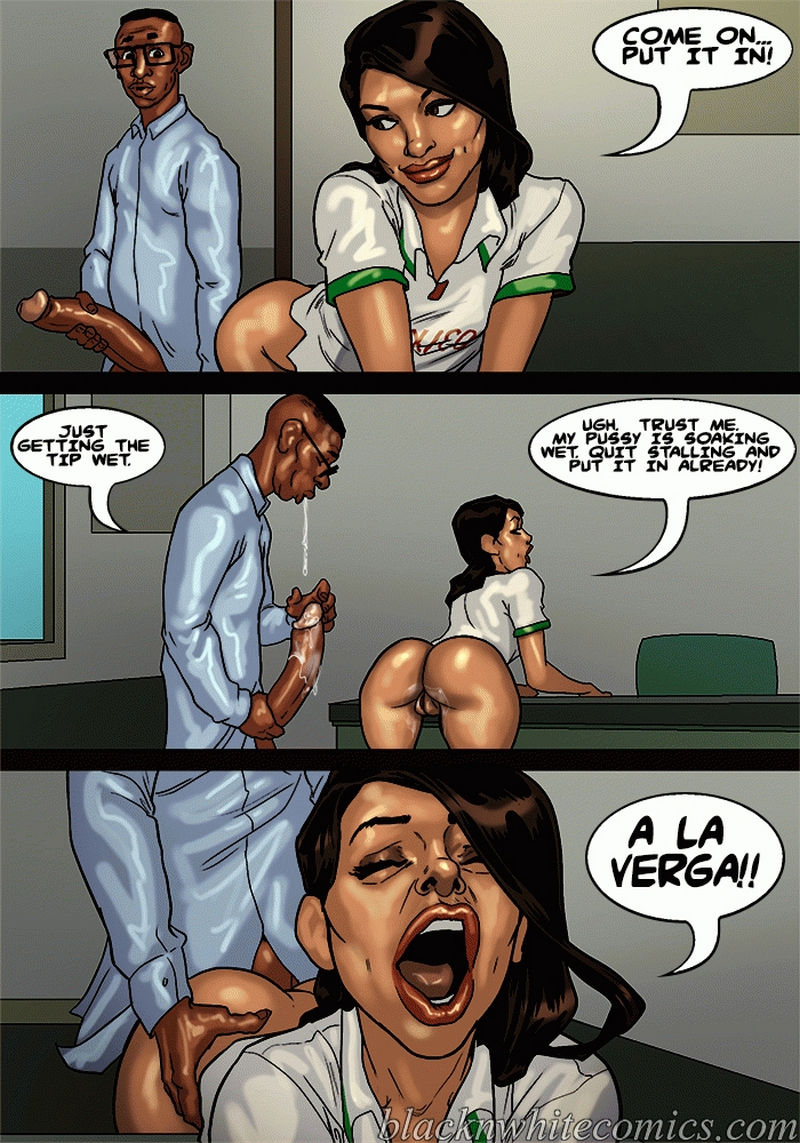 COME ON...
PUT IT IN!
JUST
GETTING THE
TIP WET.
UGH. TRUST ME.
MY PUSSY IS SOAKING
WET. QUIT STALLING AND
PUT IT IN ALREADY!
A LA
VERGA!!
blacknwhitecomics.com